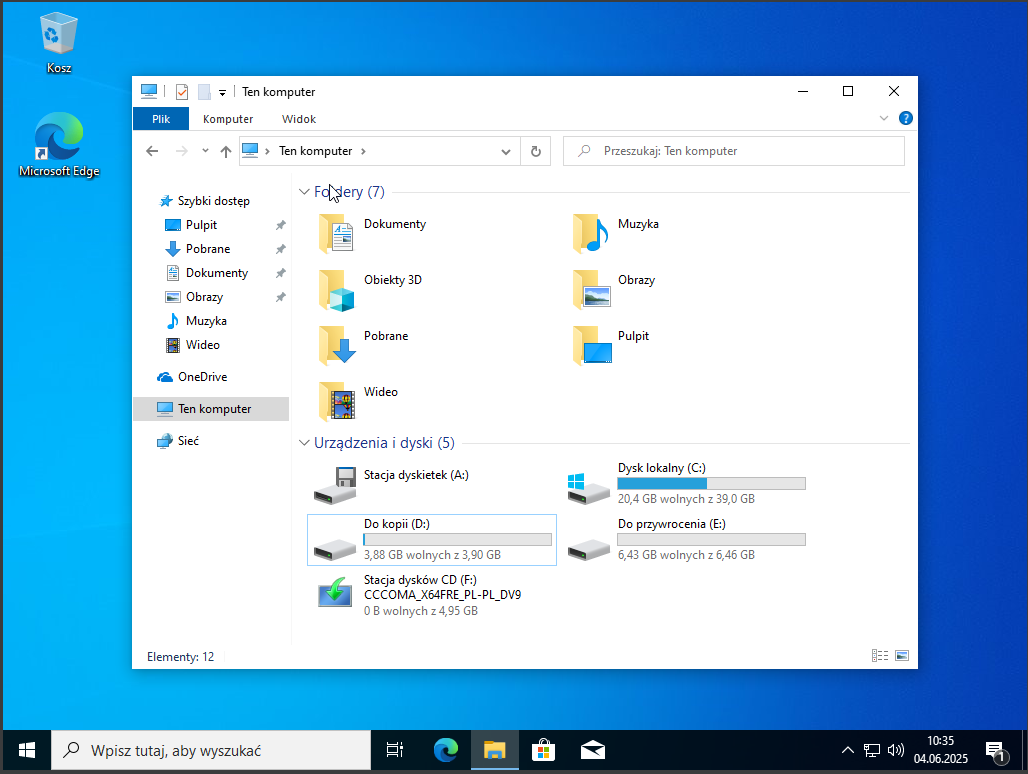 Kosz
Microsoft Edge
Ten komputer
Plik
Komputer
Widok
?
Ten komputer
Przeszukaj: Ten komputer
Szybki dostęp
Pulpit
Pobrane
Dokumenty
Obrazy
Muzyka
Wideo
OneDrive
Ten komputer
Sieć
Foldery (7)
Dokumenty
Muzyka
Obiekty 3D
Obrazy
Pobrane
Pulpit
Wideo
Urządzenia i dyski (5)
Stacja dyskietek (A:)
Dysk lokalny (C:)
20,4 GB wolnych z 39,0 GB
Do kopii (D:)
3,88 GB wolnych z 3,90 GB
Do przywrocenia (E:)
6,43 GB wolnych z 6,46 GB
Stacja dysków CD (F:)
CCCOMA_X64FRE_PL-PL_DV9
0 B wolnych z 4,95 GB
Elementy: 12
Wpisz tutaj, aby wyszukać
10:35
04.06.2025
1